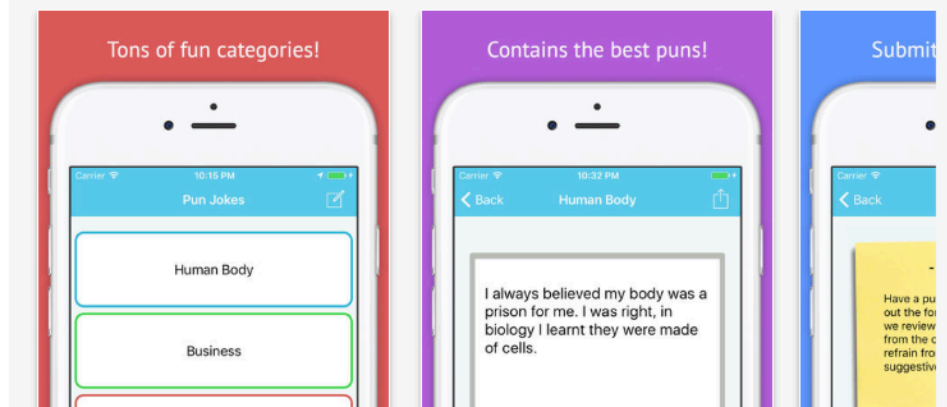 Tons of fun categories!
Carrier
10:15 PM
Pun Jokes
Human Body
Business
Contains the best puns!
Carrier
10:32 PM
Back
Human Body
I always believed my body was a
prison for me. I was right, in
biology I learnt they were made
of cells.
Submit
Carrier
Back
-
Have a pu
out the fo
we review
from the c
refrain fro
suggestiv